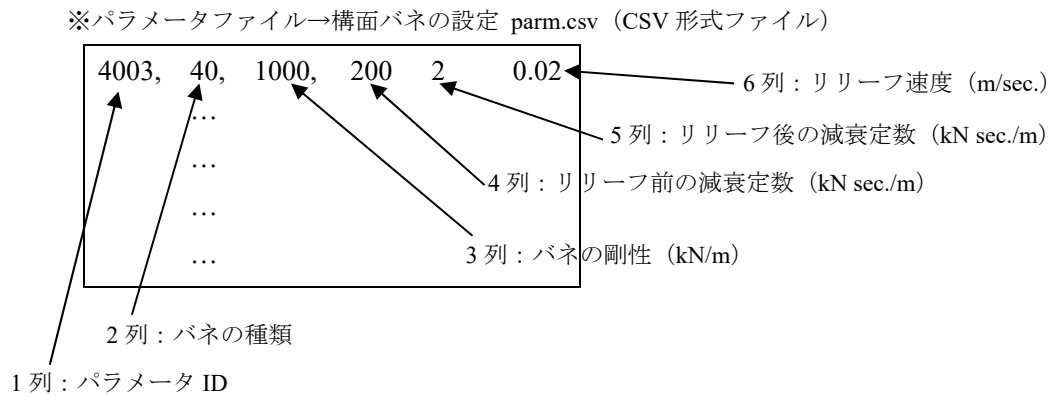 ※パラメータファイル→構面バネの設定 parm.csv（CSV 形式ファイル）
4003, 40, 1000, 200 2 0.02
6 列：リリーフ速度（m/sec.）
…
5 列：リリーフ後の減衰定数（kN sec./m）
…
4 列：リリーフ前の減衰定数（kN sec./m）
…
3 列：バネの剛性（kN/m）
…
2 列：バネの種類
1 列：パラメータ ID